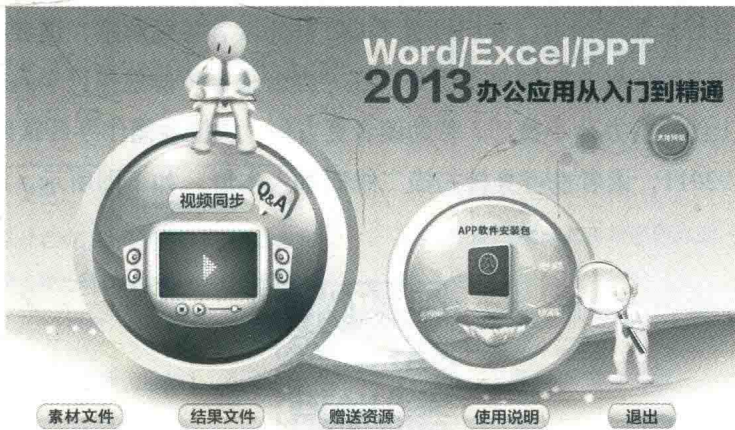 Word/Excel/PPT
2013办公应用从入门到精通
视频同步
Q&A
APP软件安装包
素材文件
结果文件
赠送资源
使用说明
退出